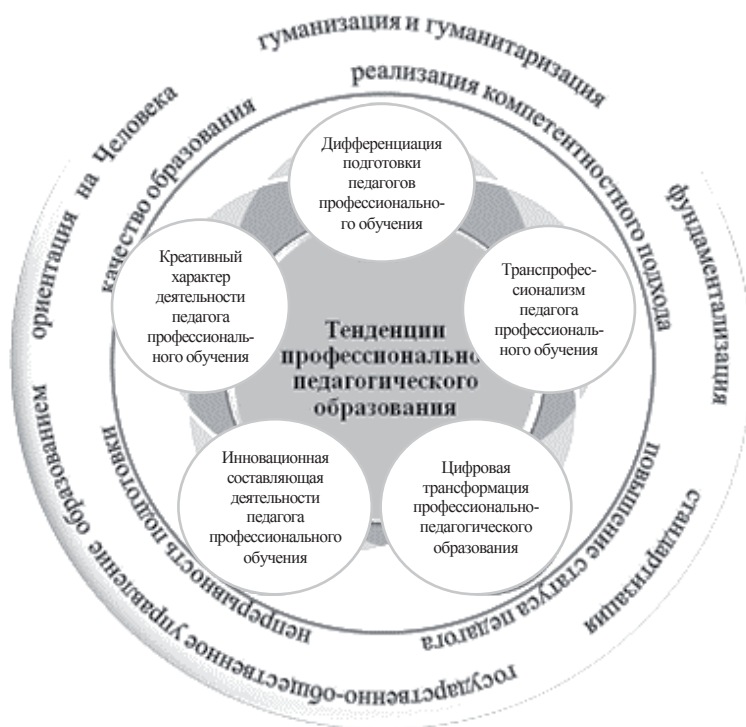 гуманизация и гуманитаризация
ориентация на Человека
фундаментализация
стандартизация
государственно-общественное управление образованием
качество образования
реализация компетентностного подхода
повышение статуса педагога
непрерывность подготовки
Дифференциация
подготовки
педагогов
профессионально-
го обучения
Креативный
характер
деятельности
педагога
профессиональ-
ного обучения
Транспрофес-
сионализм
педагога
профессиональ-
ного обучения
Тенденции
профессионально-
педагогического
образования
Инновационная
составляющая
деятельности
педагога
профессионального
обучения
Цифровая
трансформация
профессионально-
педагогического
образования